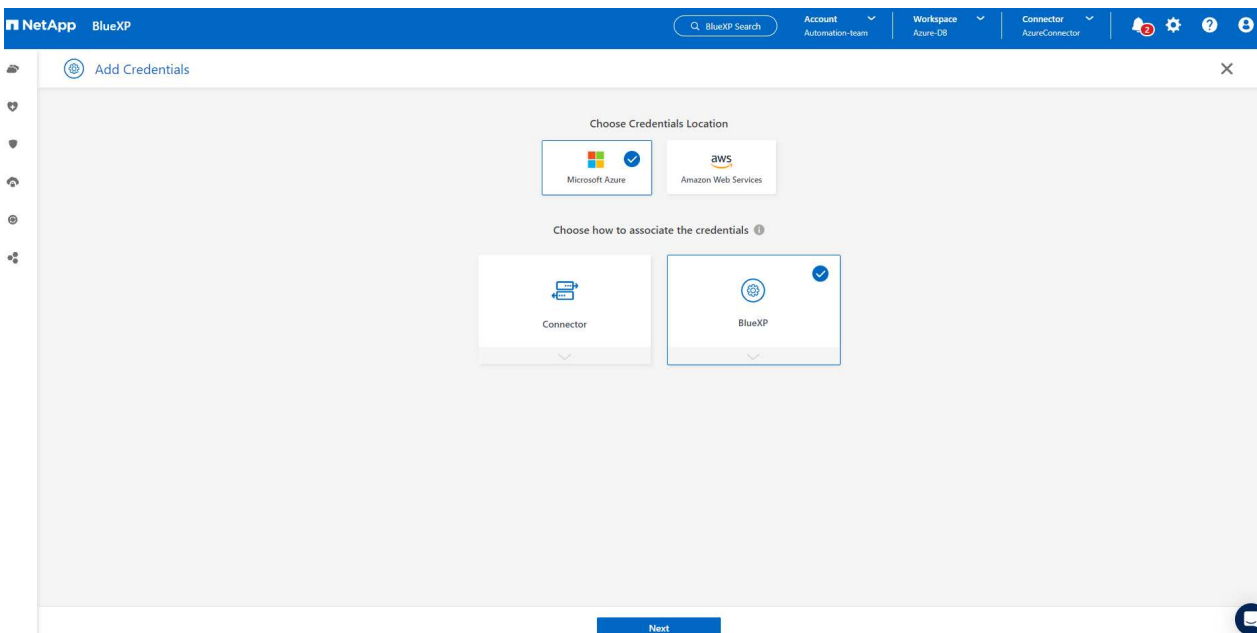 NetApp BlueXP
BlueXP Search
Account
Automation-team
Workspace
Azure-DB
Connector
AzureConnector
2
Add Credentials
Choose Credentials Location
Microsoft Azure
aws
Amazon Web Services
Choose how to associate the credentials
Connector
BlueXP
Next